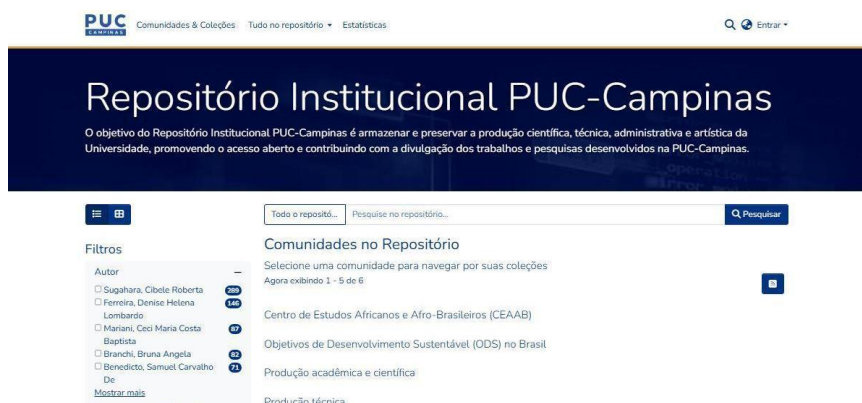 PUC
CAMPINAS
Comunidades & Coleções
Tudo no repositório
Estatísticas
Entrar
Repositório Institucional PUC-Campinas
O objetivo do Repositório Institucional PUC-Campinas é armazenar e preservar a produção científica, técnica, administrativa e artística da
Universidade, promovendo o acesso aberto e contribuindo com a divulgação dos trabalhos e pesquisas desenvolvidos na PUC-Campinas.
Todo o repositó...
Pesquise no repositório...
Pesquisar
Filtros
Autor
Sugahara, Cibele Roberta 289
Ferreira, Denise Helena 146
Lombardo
Mariani, Ceci Maria Costa 87
Baptista
Branchi, Bruna Angela 82
Benedicto, Samuel Carvalho 71
De
Mostrar mais
Comunidades no Repositório
Selecione uma comunidade para navegar por suas coleções
Agora exibindo 1 - 5 de 6
Centro de Estudos Africanos e Afro-Brasileiros (CEAAB)
Objetivos de Desenvolvimento Sustentável (ODS) no Brasil
Produção acadêmica e científica
Produção técnica